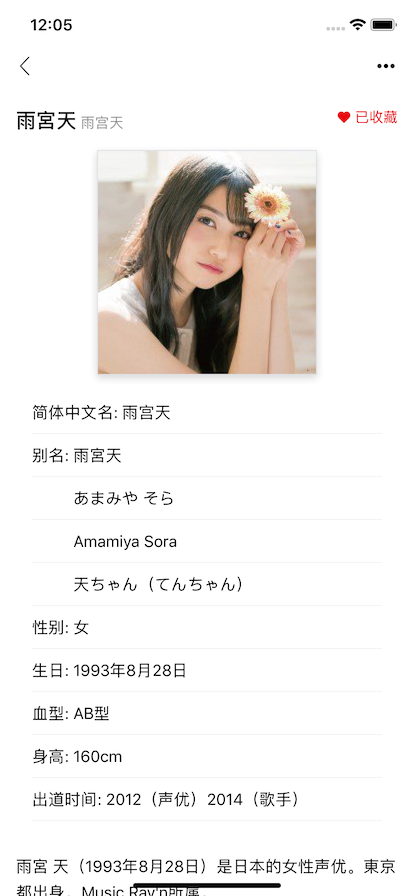 12:05
雨宮天 雨宮天
已收藏
简体中文名: 雨宫天
别名: 雨宮天
あまみや そら
Amamiya Sora
天ちゃん（てんちゃん）
性别: 女
生日: 1993年8月28日
血型: AB型
身高: 160cm
出道时间: 2012（声优）2014（歌手）
雨宮 天（1993年8月28日）是日本的女性声优。東京
都出身。Music Ray'n所属。